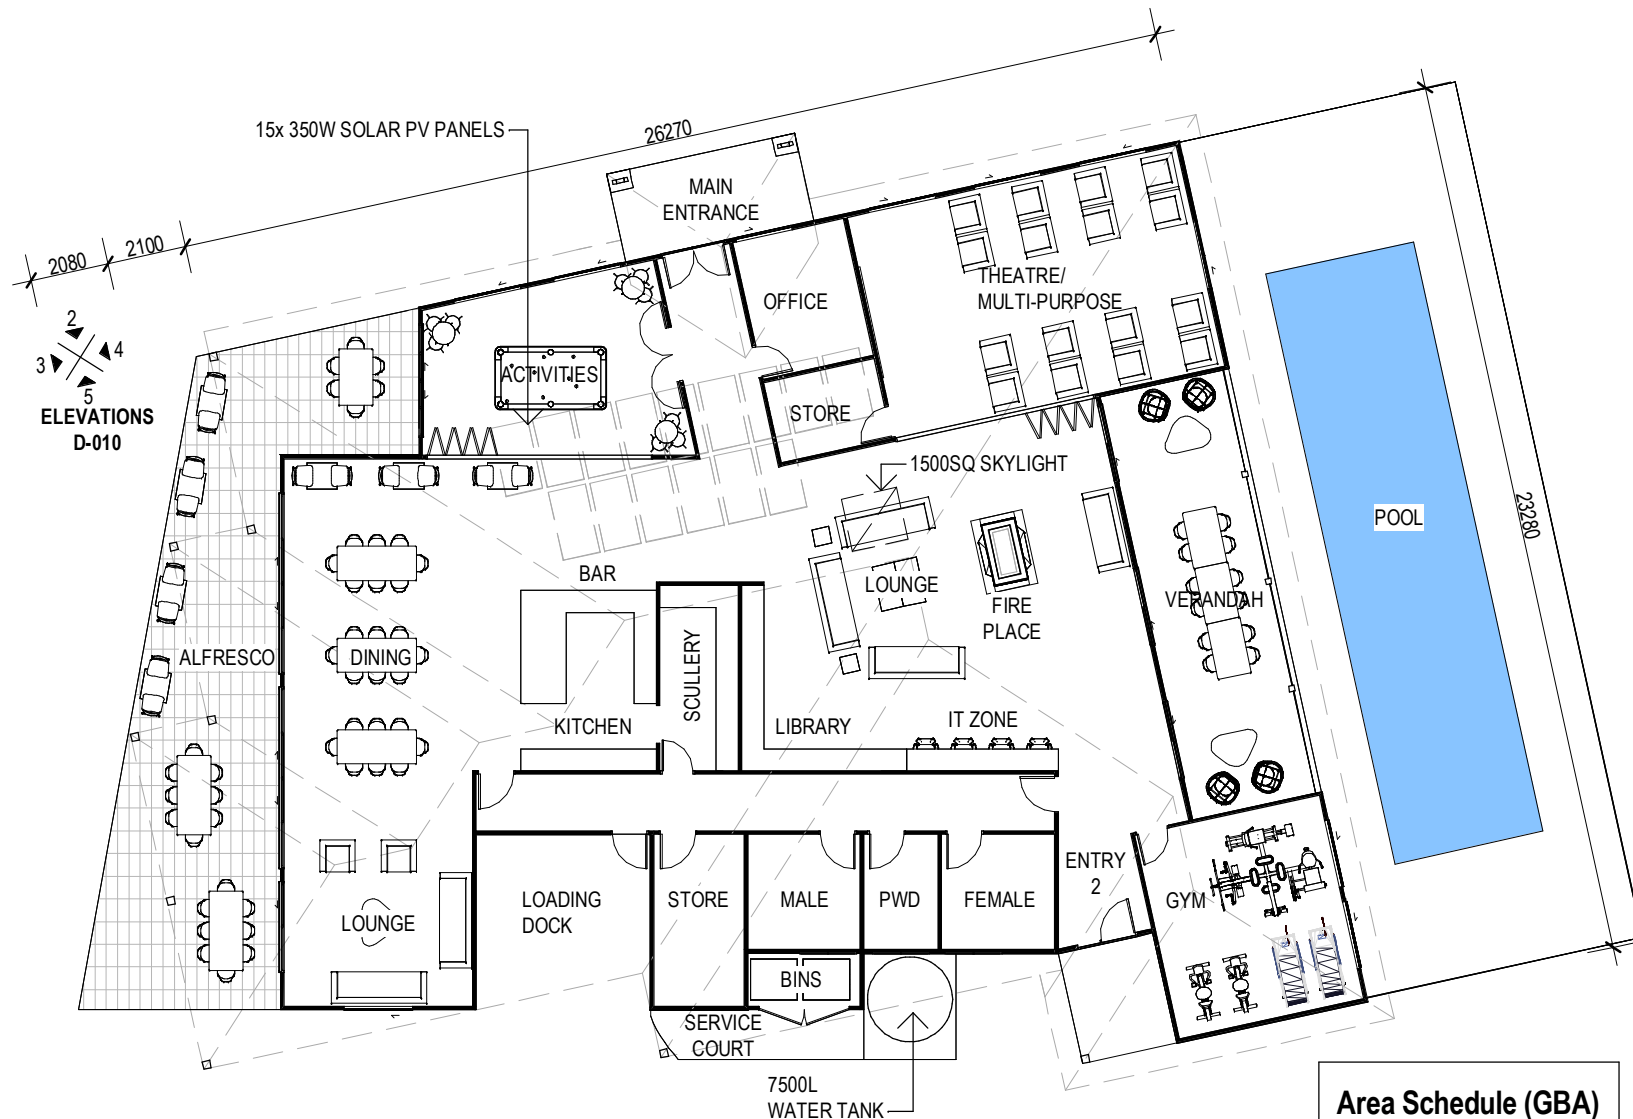 26270
15x 350W SOLAR PV PANELS
MAIN
ENTRANCE
2080
2100
OFFICE
THEATRE/
MULTI-PURPOSE
2
3
4
5
ELEVATIONS
D-010
ACTIVITIES
STORE
1500SQ SKYLIGHT
POOL
23280
BAR
LOUNGE
FIRE
PLACE
VERANDAH
ALFRESCO
DINING
SCULLERY
KITCHEN
LIBRARY
IT ZONE
ENTRY
2
LOADING
DOCK
STORE
MALE
PWD
FEMALE
GYM
LOUNGE
BINS
SERVICE
COURT
7500L
WATER TANK
Area Schedule (GBA)